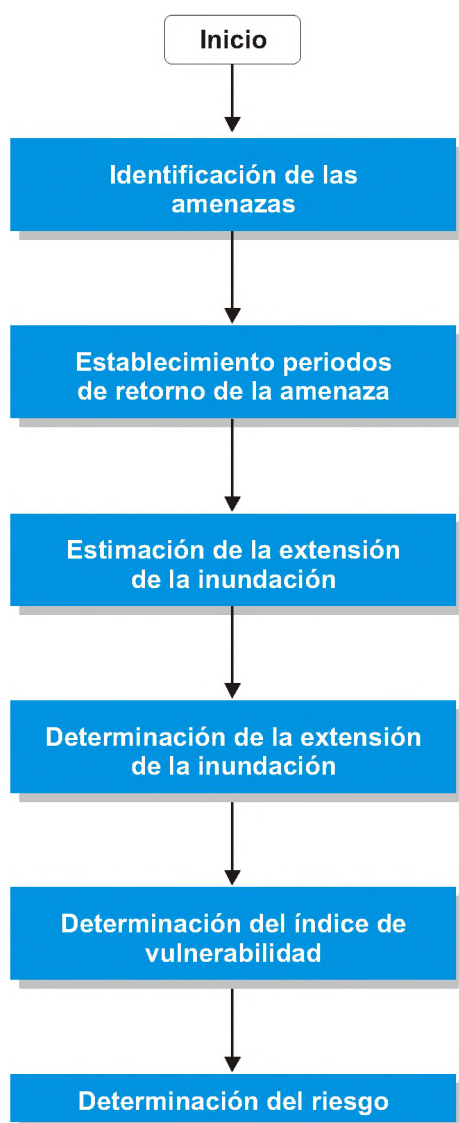 Inicio
Identificación de las
amenazas
Establecimiento periodos
de retorno de la amenaza
Estimación de la extensión
de la inundación
Determinación de la extensión
de la inundación
Determinación del índice de
vulnerabilidad
Determinación del riesgo